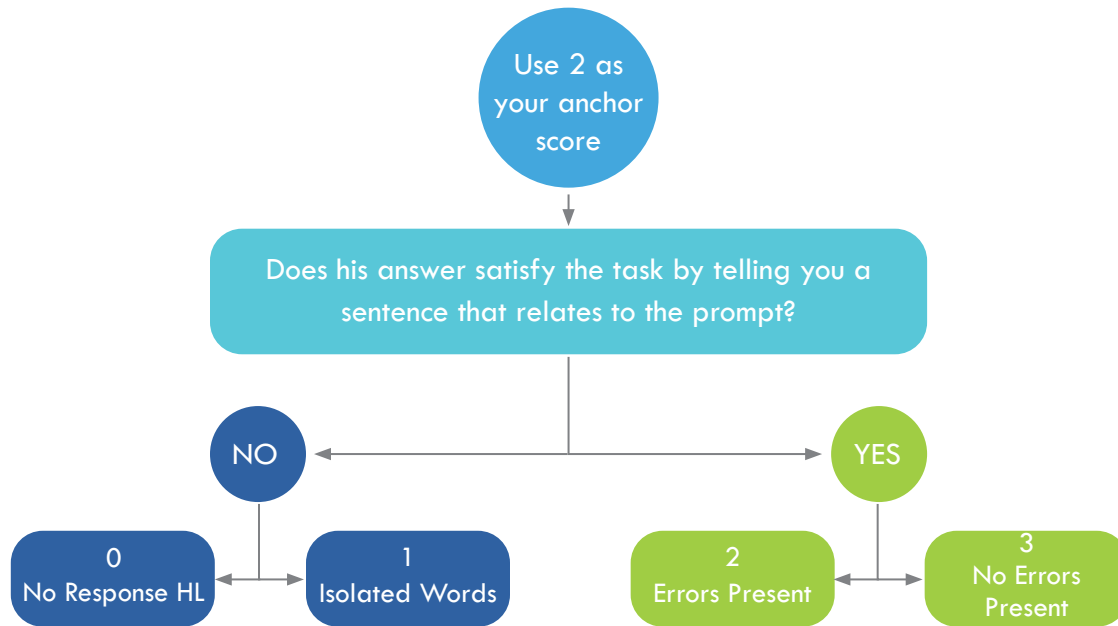 Use 2 as
your anchor
score
Does his answer satisfy the task by telling you a
sentence that relates to the prompt?
NO
YES
0
No Response HL
1
Isolated Words
2
Errors Present
3
No Errors
Present